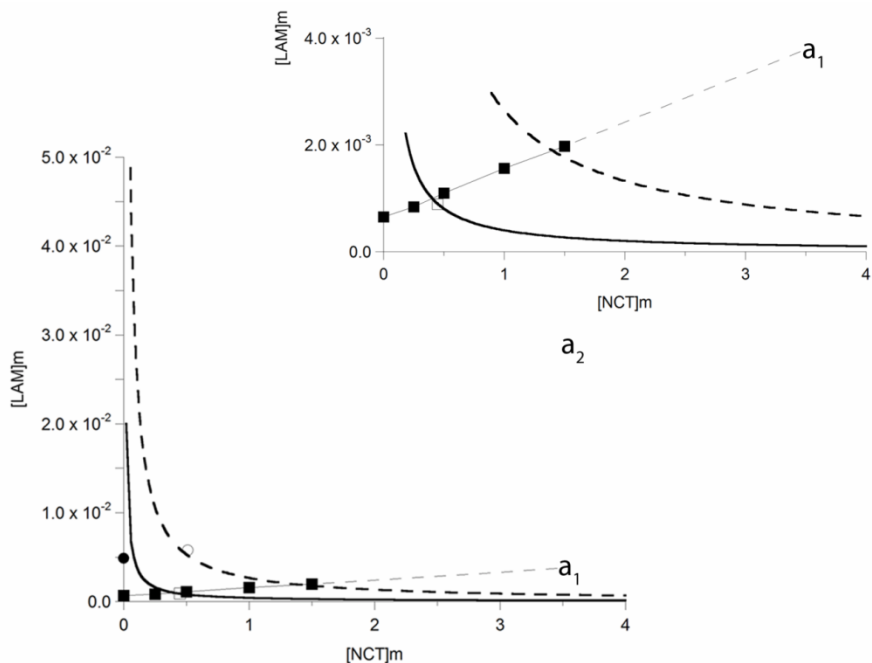 [LAM]m
4.0 x 10⁻³
2.0 x 10⁻³
0.0
0
1
2
3
4
[NCT]m
a₁
a₂
[LAM]m
5.0 x 10⁻²
4.0 x 10⁻²
3.0 x 10⁻²
2.0 x 10⁻²
1.0 x 10⁻²
0.0
0
1
2
3
4
[NCT]m
a₁